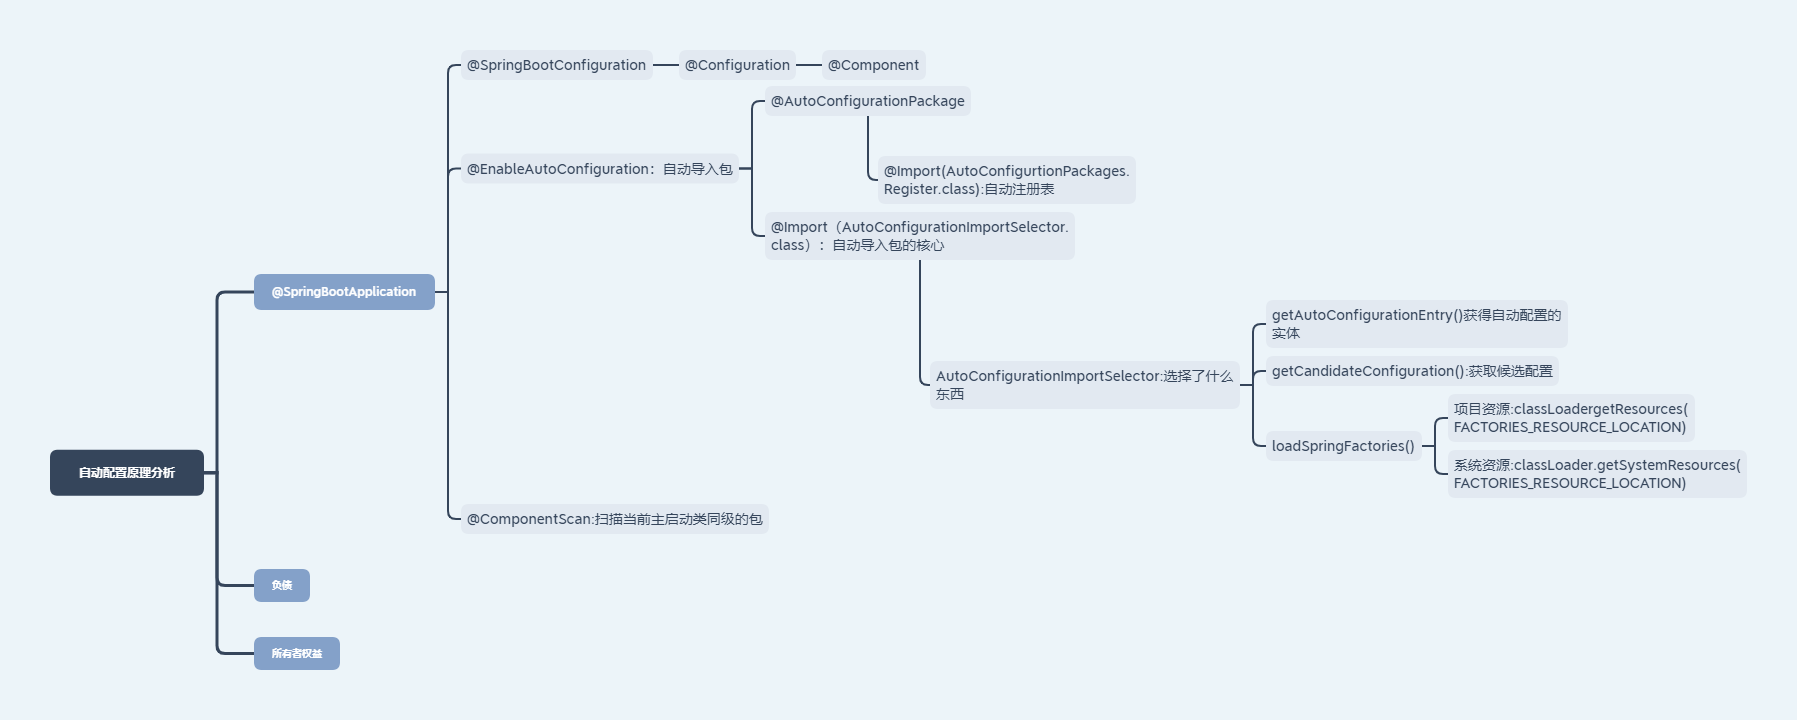 @SpringBootConfiguration
@Configuration
@Component
@AutoConfigurationPackage
@EnableAutoConfiguration：自动导入包
@Import(AutoConfigurtionPackages.
Register.class):自动注册表
@Import（AutoConfigurationImportSelector.
class）：自动导入包的核心
@SpringBootApplication
getAutoConfigurationEntry()获得自动配置的
实体
getCandidateConfiguration():获取候选配置
AutoConfigurationImportSelector:选择了什么
东西
项目资源:classLoadergetResources(
FACTORIES_RESOURCE_LOCATION)
loadSpringFactories()
系统资源:classLoader.getSystemResources(
FACTORIES_RESOURCE_LOCATION)
自动配置原理分析
@ComponentScan:扫描当前主启动类同级的包
负债
所有者权益